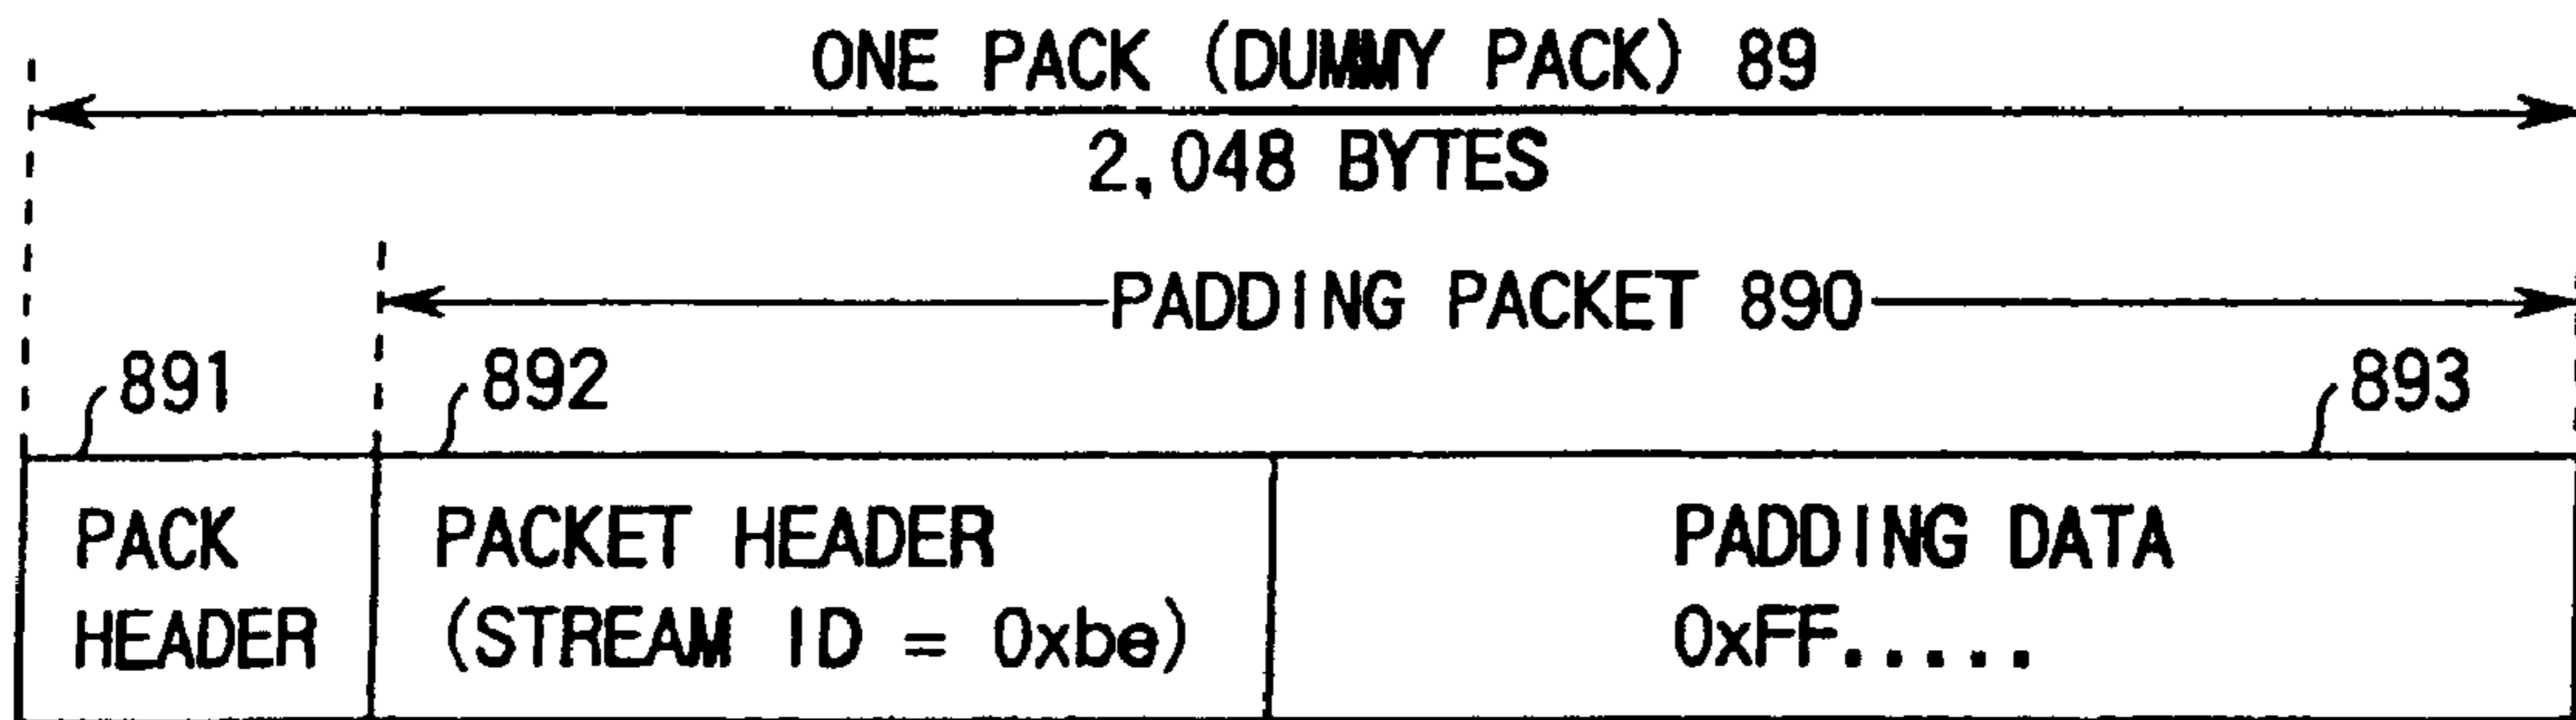 ONE PACK (DUMMY PACK) 89
2,048 BYTES
PADDING PACKET 890
891
892
893
PACK
HEADER
PACKET HEADER
(STREAM ID = 0xbe)
PADDING DATA
0xFF.....